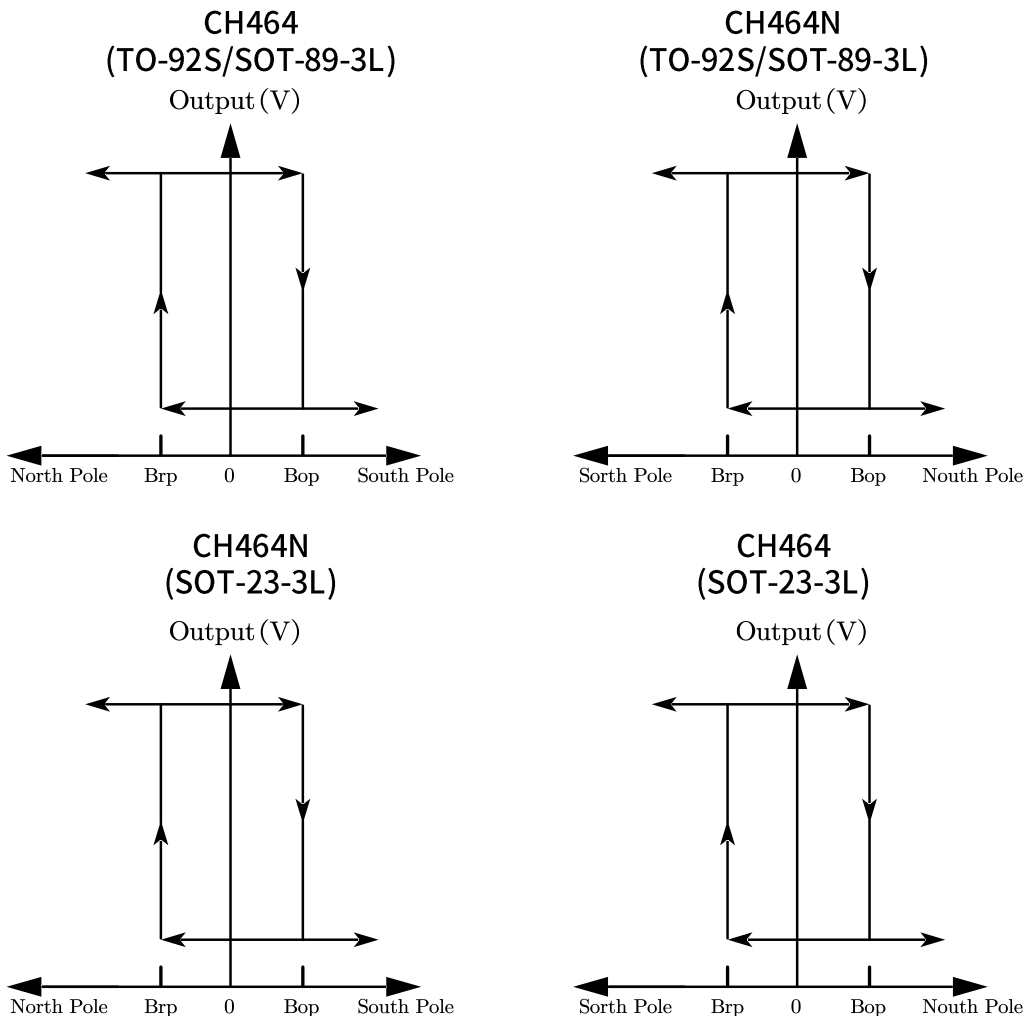 CH464
(TO-92S/SOT-89-3L)
Output (V)
North Pole Brp 0 Bop South Pole
CH464N
(TO-92S/SOT-89-3L)
Output (V)
Sorth Pole Brp 0 Bop Nouth Pole
CH464N
(SOT-23-3L)
Output (V)
North Pole Brp 0 Bop South Pole
CH464
(SOT-23-3L)
Output (V)
Sorth Pole Brp 0 Bop Nouth Pole